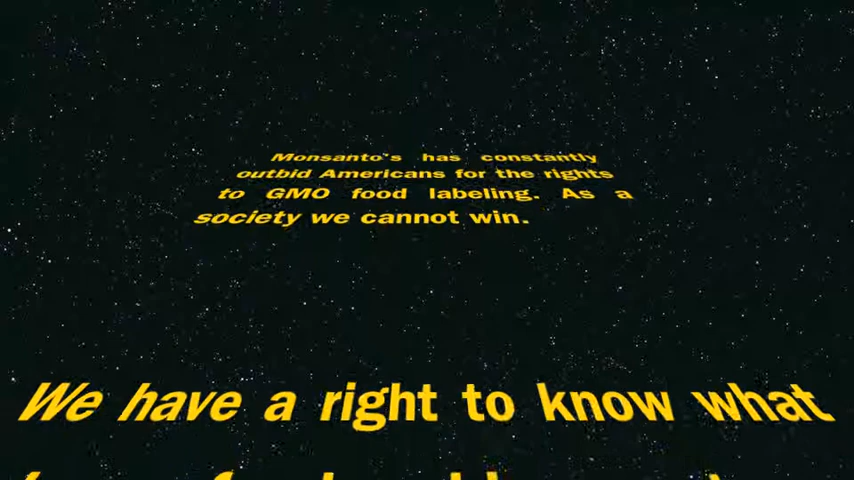 Monsanto's has constantly
outbid Americans for the rights
to GMO food labeling. As a
society we cannot win.
We have a right to know what